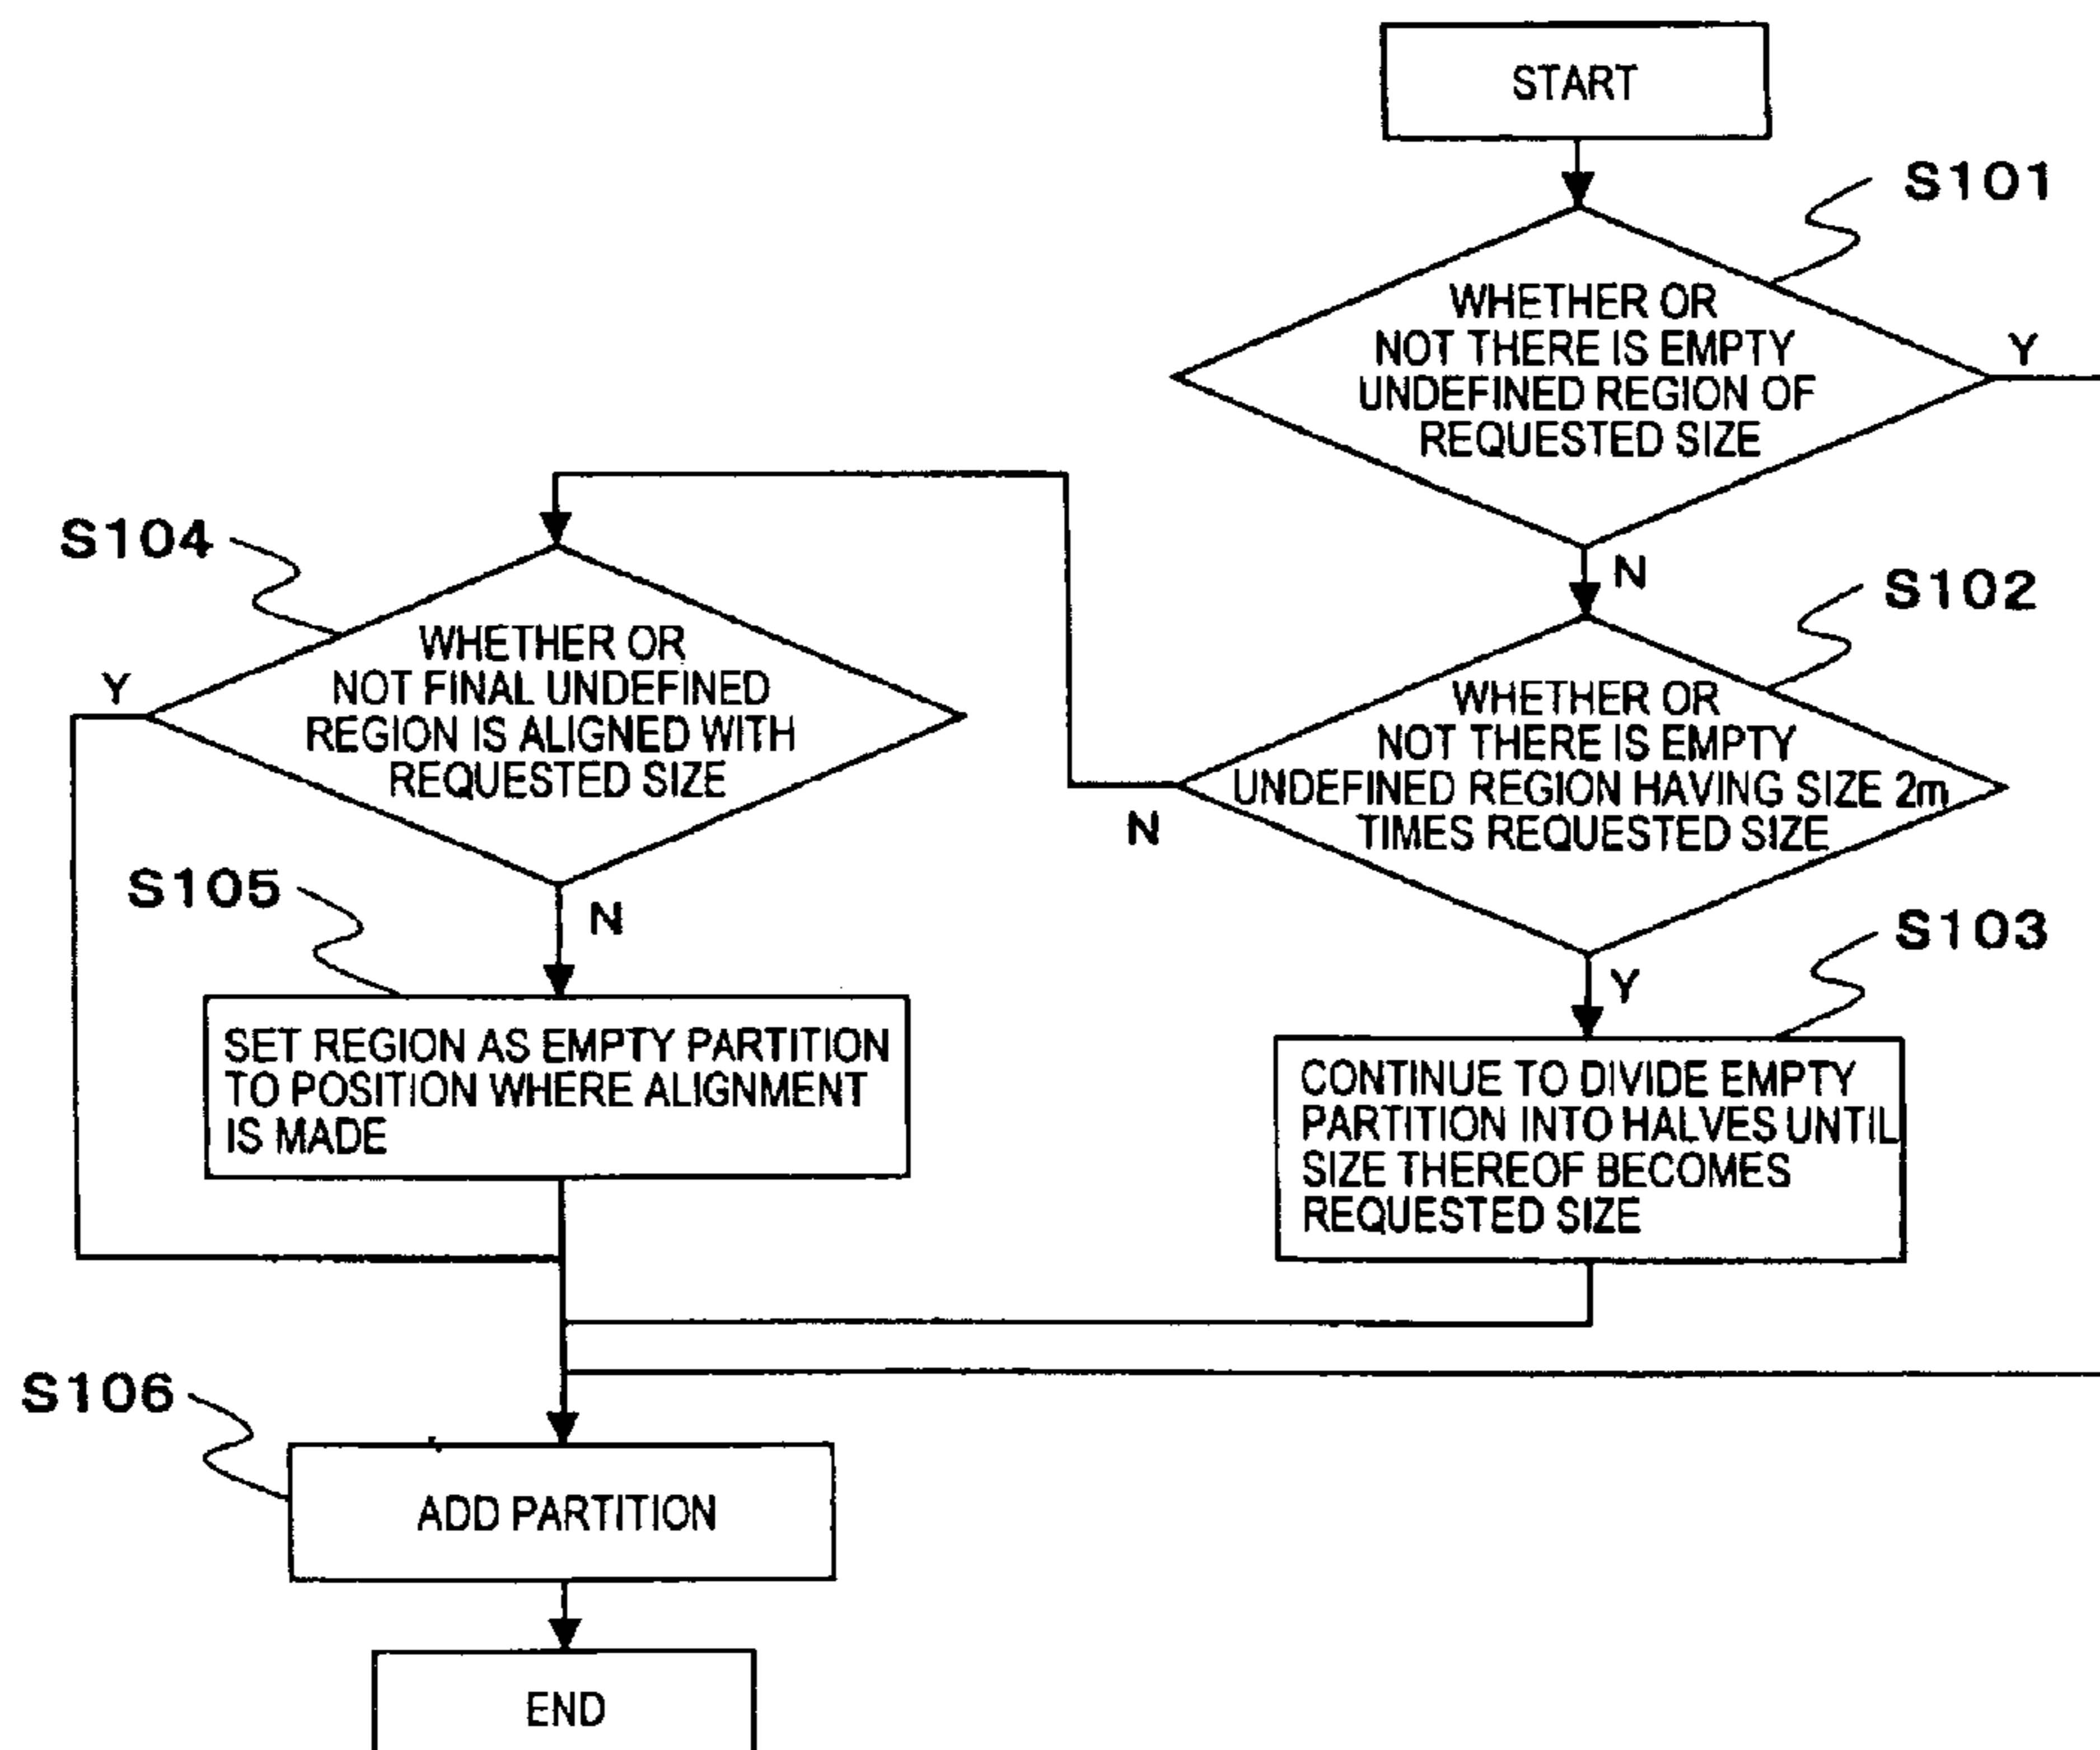 START
S101
WHETHER OR
NOT THERE IS EMPTY
UNDEFINED REGION OF
REQUESTED SIZE
Y
N
S102
WHETHER OR
NOT THERE IS EMPTY
UNDEFINED REGION HAVING SIZE 2m
TIMES REQUESTED SIZE
N
Y
S103
CONTINUE TO DIVIDE EMPTY
PARTITION INTO HALVES UNTIL
SIZE THEREOF BECOMES
REQUESTED SIZE
S104
WHETHER OR
NOT FINAL UNDEFINED
REGION IS ALIGNED WITH
REQUESTED SIZE
Y
N
S105
SET REGION AS EMPTY PARTITION
TO POSITION WHERE ALIGNMENT
IS MADE
S106
ADD PARTITION
END